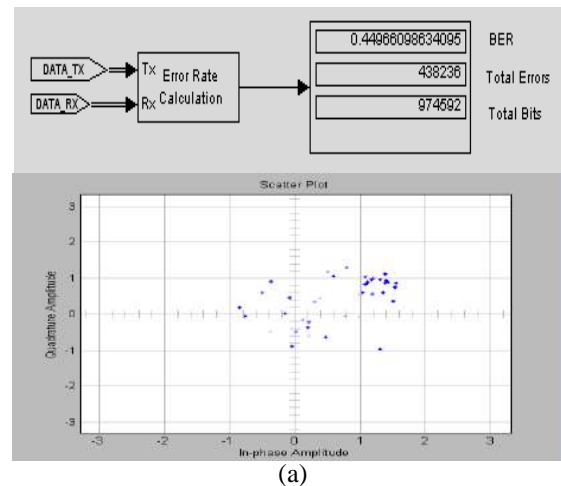 0.44966098634095 BER
DATA_TX Tx Error Rate 438236 Total Errors
DATA_RX Rx Calculation 974592 Total Bits
Scatter Plot
3
2
1
0
-1
-2
-3
Quadrature Amplitude
-3 -2 -1 0 1 2 3
In-phase Amplitude
(a)